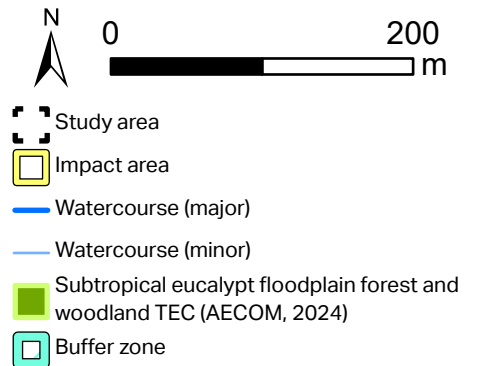 N
0 200
m
Study area
Impact area
Watercourse (major)
Watercourse (minor)
Subtropical eucalypt floodplain forest and
woodland TEC (AECOM, 2024)
Buffer zone